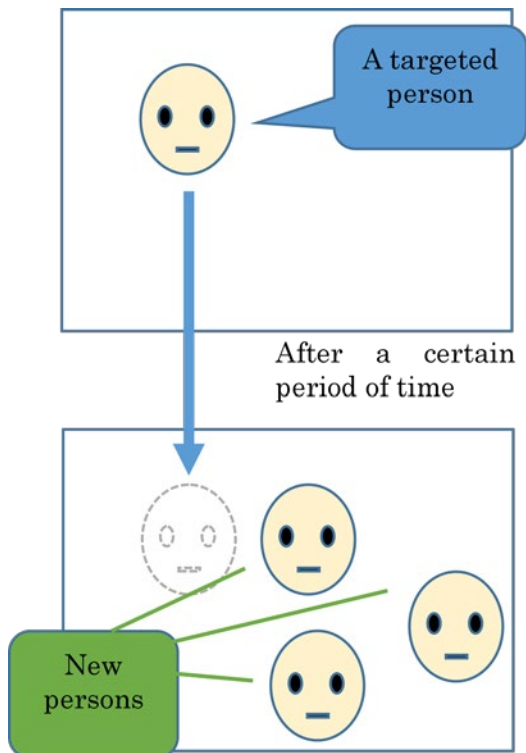 A targeted
person
After a certain
period of time
New
persons